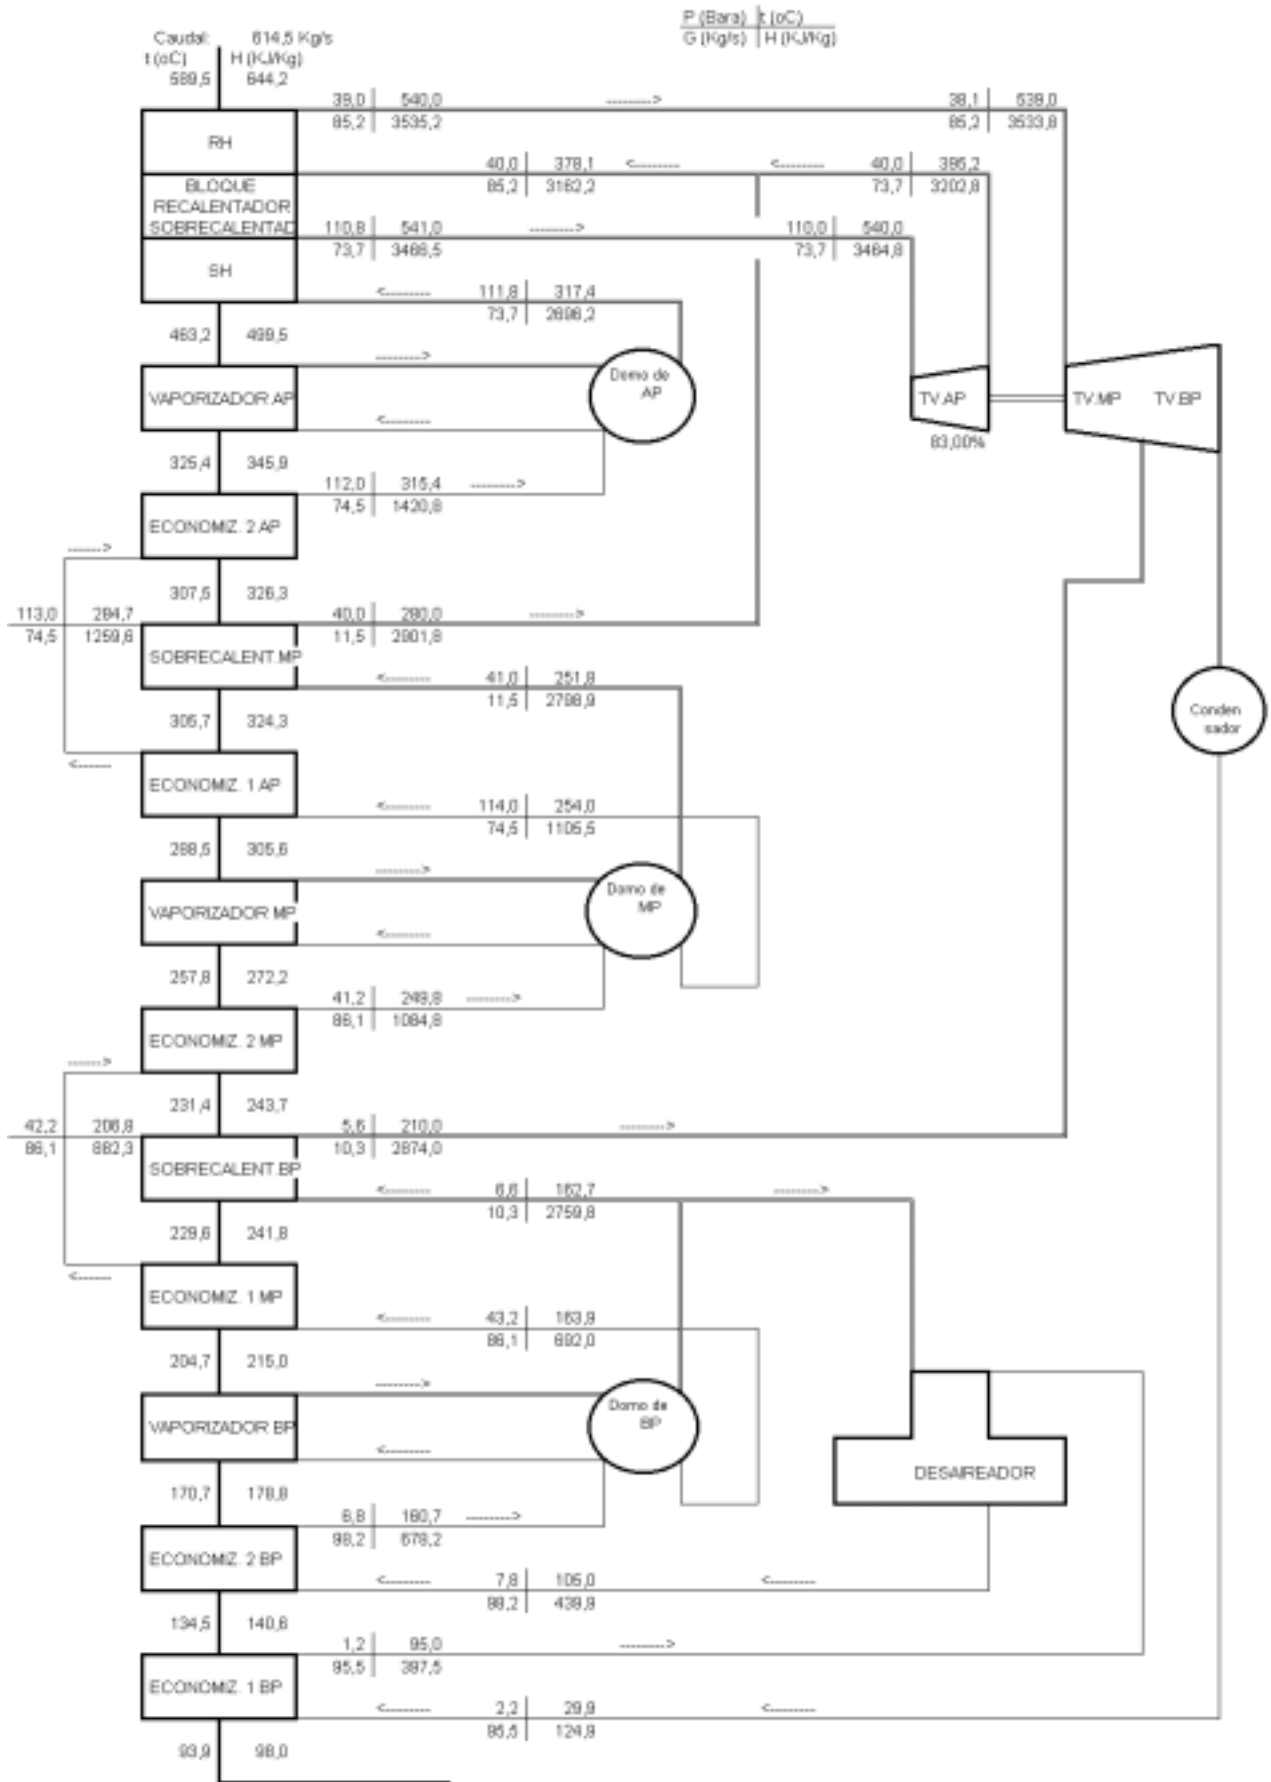 P (Bara) t (oC)
G (Kg/s) H (KJ/Kg)
Caudal: 614,5 Kg/s
t (oC) H (KJ/Kg)
589,5 644,2
39,0 540,0 --------> 38,1 539,0
85,2 3535,2 85,2 3533,8
RH
40,0 378,1 <-------- <-------- 40,0 395,2
85,2 3162,2 73,7 3202,8
BLOQUE
RECALENTADOR
SOBRECALENTAD
110,8 541,0 --------> 110,0 540,0
73,7 3466,5 73,7 3464,8
SH
<-------- 111,8 317,4
73,7 2696,2
463,2 499,5
-------->
Domo de
AP
VAPORIZADOR AP
<--------
TV.AP
TV.MP TV.BP
83,00%
325,4 345,9
112,0 315,4 -------->
74,5 1420,8
ECONOMIZ. 2 AP
------->
307,5 326,3
113,0 284,7
74,5 1259,6
40,0 280,0 -------->
11,5 2901,8
SOBRECALENT.MP
<-------- 41,0 251,8
11,5 2798,9
305,7 324,3
Conden
sador
<------
ECONOMIZ. 1 AP
<-------- 114,0 254,0
74,5 1105,5
288,5 305,6
-------->
Domo de
MP
VAPORIZADOR MP
<--------
257,8 272,2
41,2 249,8 -------->
86,1 1084,8
ECONOMIZ. 2 MP
------->
231,4 243,7
42,2 206,8
86,1 882,3
5,6 210,0 -------->
10,3 2874,0
SOBRECALENT.BP
<-------- 6,6 162,7 -------->
10,3 2759,8
229,6 241,8
<------
ECONOMIZ. 1 MP
<-------- 43,2 163,9
86,1 692,0
204,7 215,0
-------->
Domo de
BP
VAPORIZADOR BP
<--------
DESAIREADOR
170,7 178,8
6,8 160,7 -------->
98,2 678,2
ECONOMIZ. 2 BP
<-------- 7,8 105,0 <--------
98,2 439,9
134,5 140,6
1,2 95,0 -------->
95,5 397,5
ECONOMIZ. 1 BP
<-------- 2,2 29,9 <--------
95,5 124,9
93,9 98,0